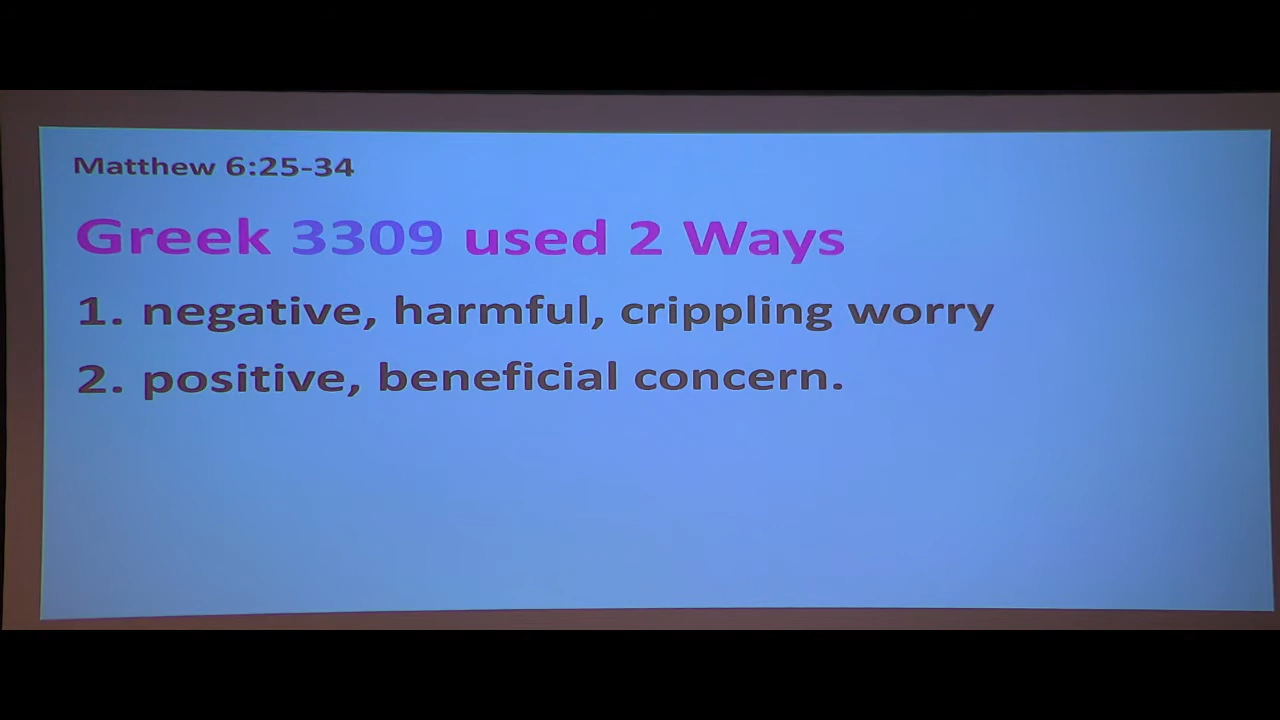 Matthew 6:25-34
Greek 3309 used 2 Ways
1. negative, harmful, crippling worry
2. positive, beneficial concern.